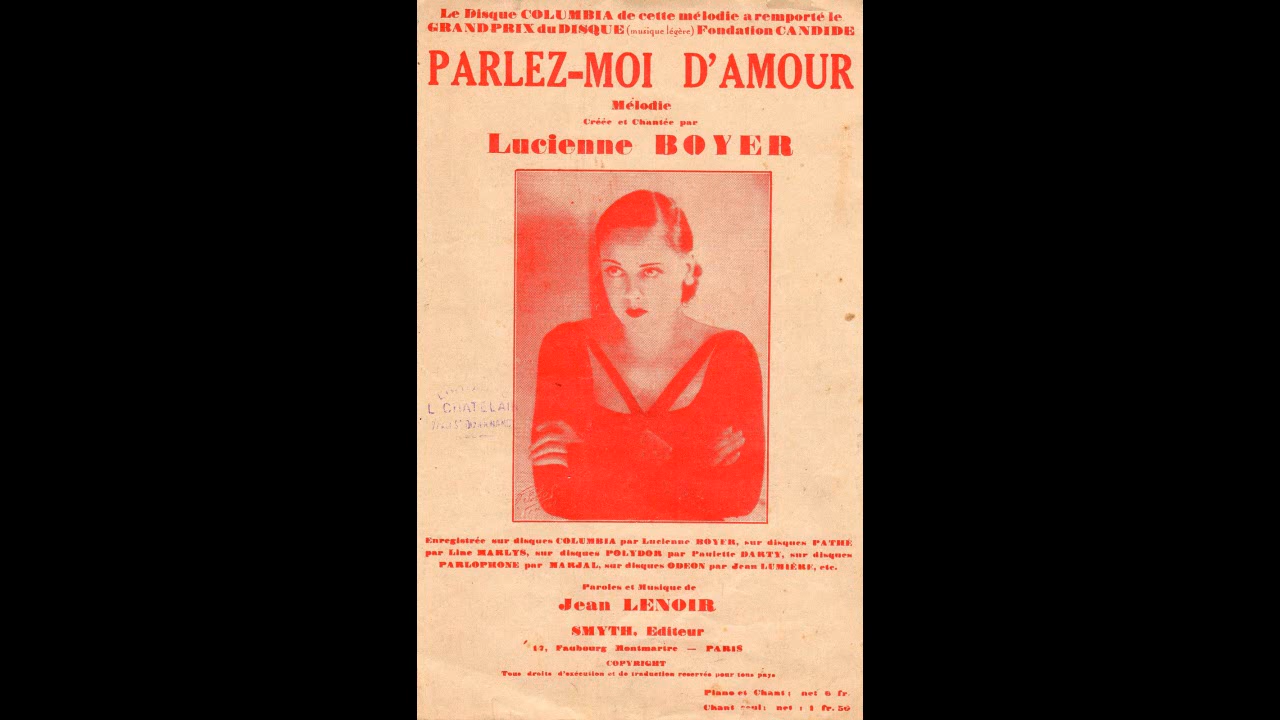 Le Disque COLUMBIA de cette mélodie a remporté le
GRAND PRIX du DISQUE (musique légère) Fondation CANDIDE
PARLEZ-MOI D'AMOUR
Mélodie
Créée et Chantée par
Lucienne BOYER
L CHATELAIN
Enregistrée sur disques COLUMBIA par Lucienne BOYER, sur disques PATHE
par Line MARLYS, sur disques POLYDOR par Paulette DARTY, sur disques
PARLOPHONE par MARJAL, sur disques ODEON par Jean LUMIÈRE, etc.
Paroles et Musique de
Jean LENOIR
SMYTH, Editeur
17, Faubourg Montmartre — PARIS
COPYRIGHT
Tous droits d'exécution et de traduction reservés pour tous pays
Piano et Chant : net 6 fr.
Chant seul : net : 1 fr. 50